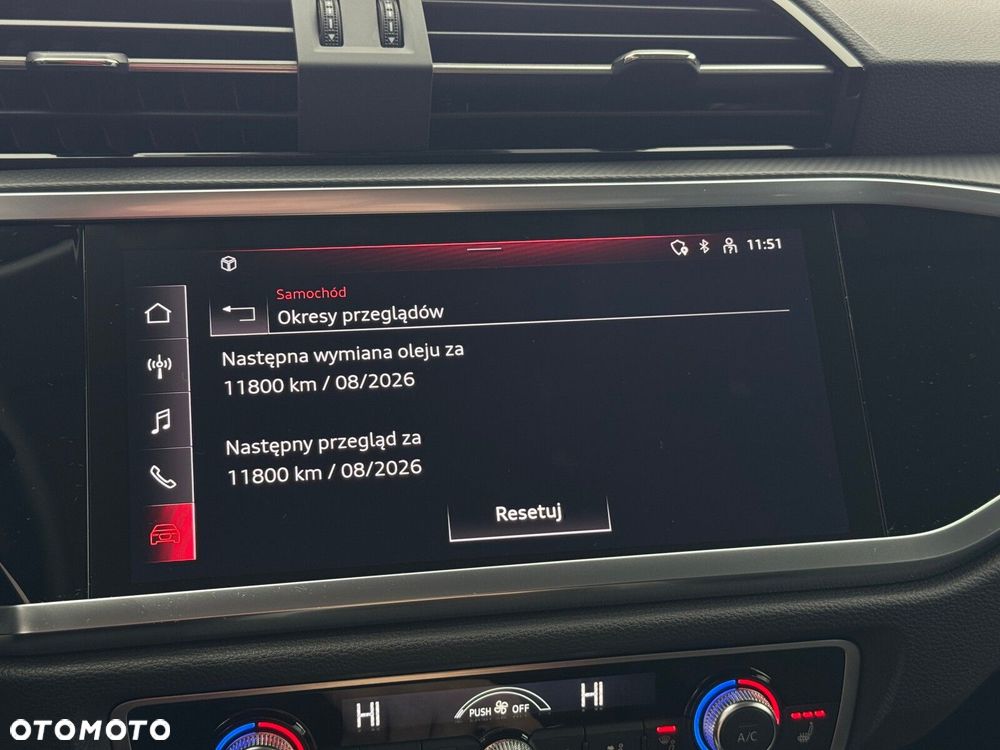 11:51
Samochód
Okresy przeglądów
Następna wymiana oleju za
11800 km / 08/2026
Następny przegląd za
11800 km / 08/2026
Resetuj
HI
PUSH OFF
HI
A/C
OTOMOTO